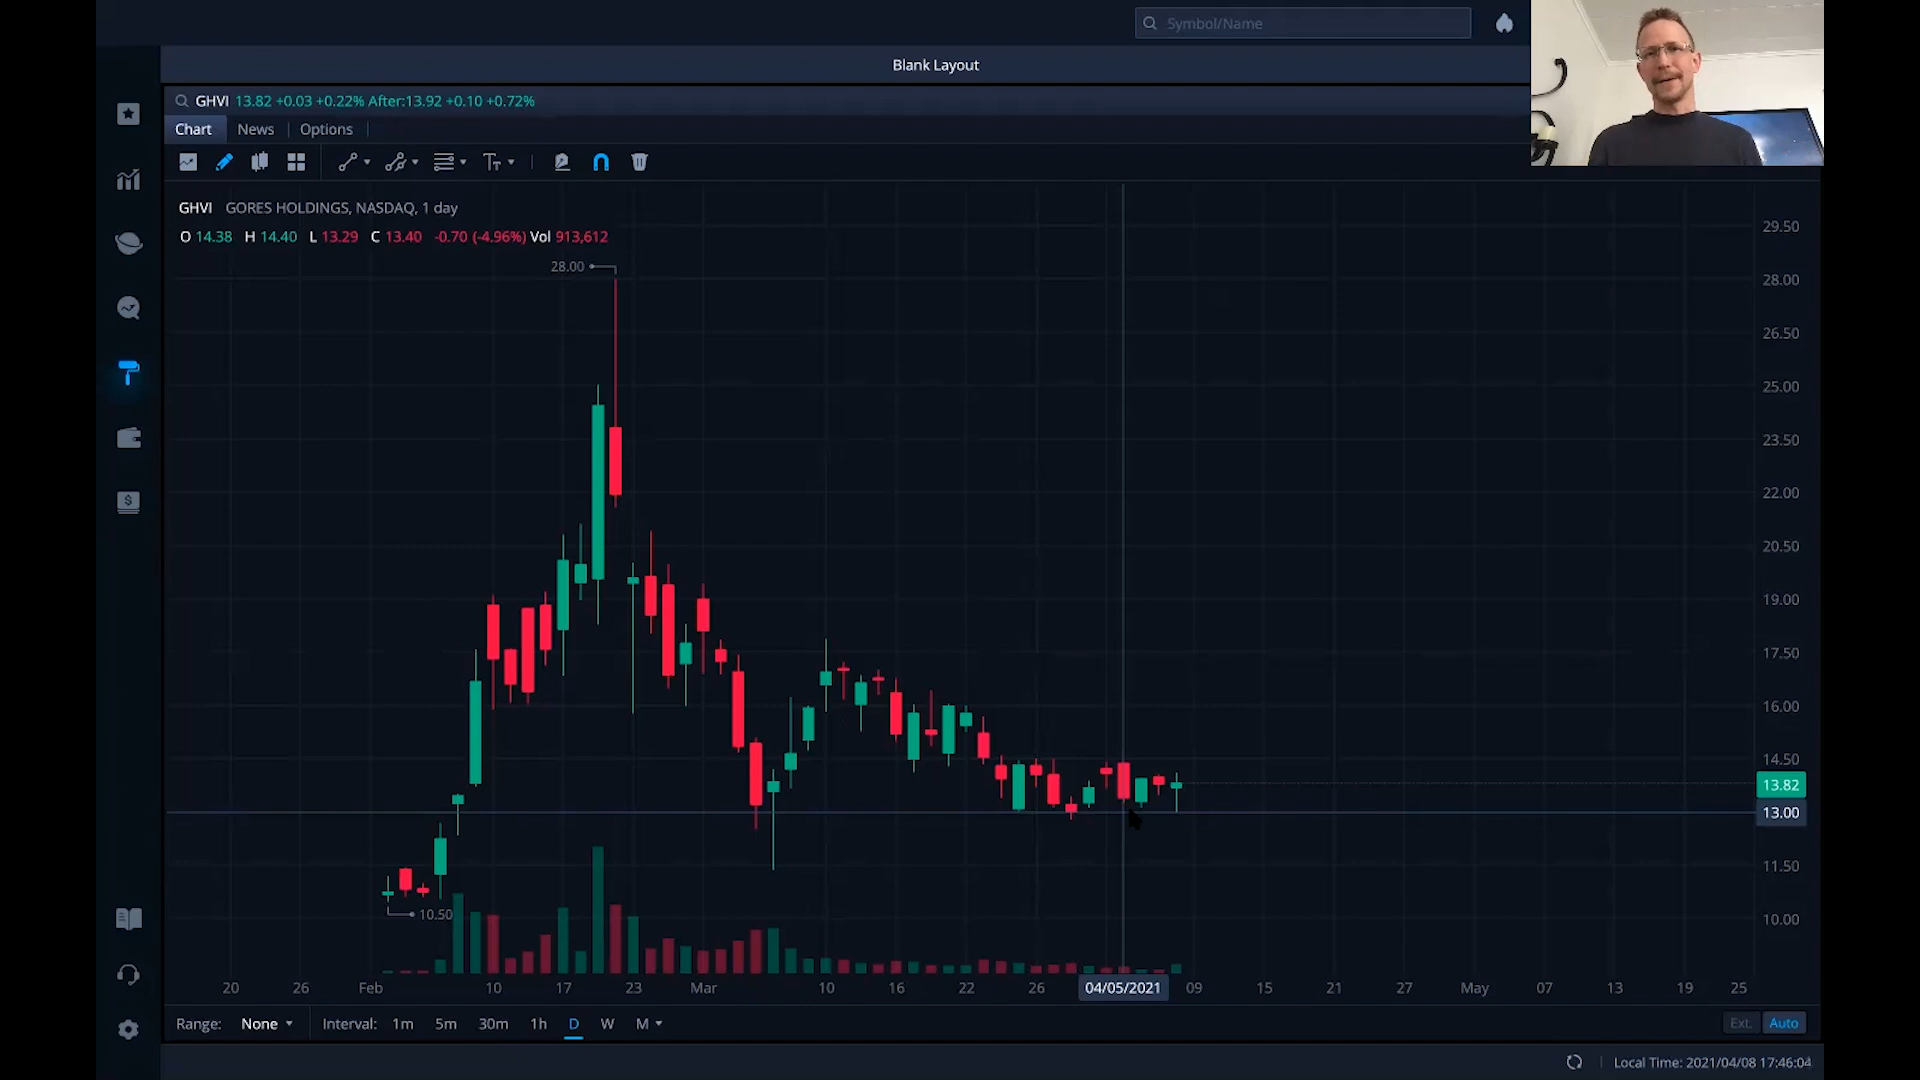 Symbol/Name
Blank Layout
GHVI 13.82 +0.03 +0.22% After:13.92 +0.10 +0.72%
Chart News Options
GHVI GORES HOLDINGS, NASDAQ, 1 day
O 14.38 H 14.40 L 13.29 C 13.40 -0.70 (-4.96%) Vol 913,612
28.00
29.50
28.00
26.50
25.00
23.50
22.00
20.50
19.00
17.50
16.00
14.50
13.82
13.00
11.50
10.00
10.50
20 26 Feb 10 17 23 Mar 10 16 22 26 04/05/2021 09 15 21 27 May 07 13 19 25
Range: None Interval: 1m 5m 30m 1h D W M Ext. Auto
Local Time: 2021/04/08 17:46:04